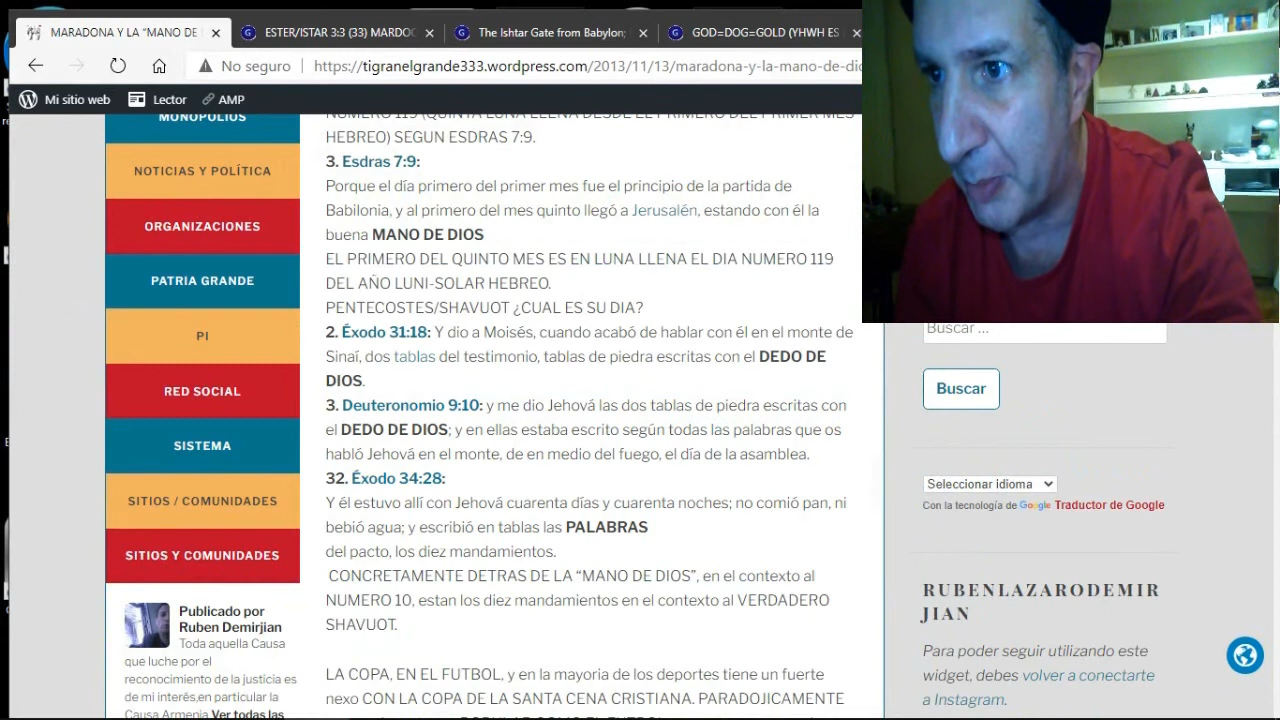 MARADONA Y LA “MANO DE
ESTER/ISTAR 3:3 (33) MARDOC
The Ishtar Gate from Babylon;
GOD=DOG=GOLD (YHWH ES
No seguro
https://tigranelgrande333.wordpress.com/2013/11/13/maradona-y-la-mano-de-dio
Mi sitio web
Lector
AMP
MONOPOLIOS
NOTICIAS Y POLÍTICA
ORGANIZACIONES
PATRIA GRANDE
PI
RED SOCIAL
SISTEMA
SITIOS / COMUNIDADES
SITIOS Y COMUNIDADES
Publicado por
Ruben Demirjian
Toda aquella Causa
que luche por el
reconocimiento de la justicia es
de mi interés,en particular la
Causa Armenia Ver todas las
NUMERO 119 (QUINTA LUNA LLENA DESDE EL PRIMERO DEL PRIMER MES
HEBREO) SEGUN ESDRAS 7:9.
3. Esdras 7:9:
Porque el día primero del primer mes fue el principio de la partida de
Babilonia, y al primero del mes quinto llegó a Jerusalén, estando con él la
buena MANO DE DIOS
EL PRIMERO DEL QUINTO MES ES EN LUNA LLENA EL DIA NUMERO 119
DEL AÑO LUNI-SOLAR HEBREO.
PENTECOSTES/SHAVUOT ¿CUAL ES SU DIA?
2. Éxodo 31:18: Y dio a Moisés, cuando acabó de hablar con él en el monte de
Sinaí, dos tablas del testimonio, tablas de piedra escritas con el DEDO DE
DIOS.
3. Deuteronomio 9:10: y me dio Jehová las dos tablas de piedra escritas con
el DEDO DE DIOS; y en ellas estaba escrito según todas las palabras que os
habló Jehová en el monte, de en medio del fuego, el día de la asamblea.
32. Éxodo 34:28:
Y él estuvo allí con Jehová cuarenta días y cuarenta noches; no comió pan, ni
bebió agua; y escribió en tablas las PALABRAS
del pacto, los diez mandamientos.
CONCRETAMENTE DETRAS DE LA “MANO DE DIOS”, en el contexto al
NUMERO 10, estan los diez mandamientos en el contexto al VERDADERO
SHAVUOT.
LA COPA, EN EL FUTBOL, y en la mayoria de los deportes tiene un fuerte
nexo CON LA COPA DE LA SANTA CENA CRISTIANA. PARADOJICAMENTE
Buscar ...
Buscar
Seleccionar idioma
Con la tecnología de Google Traductor de Google
RUBENLAZARODEMIR
JIAN
Para poder seguir utilizando este
widget, debes volver a conectarte
a Instagram.